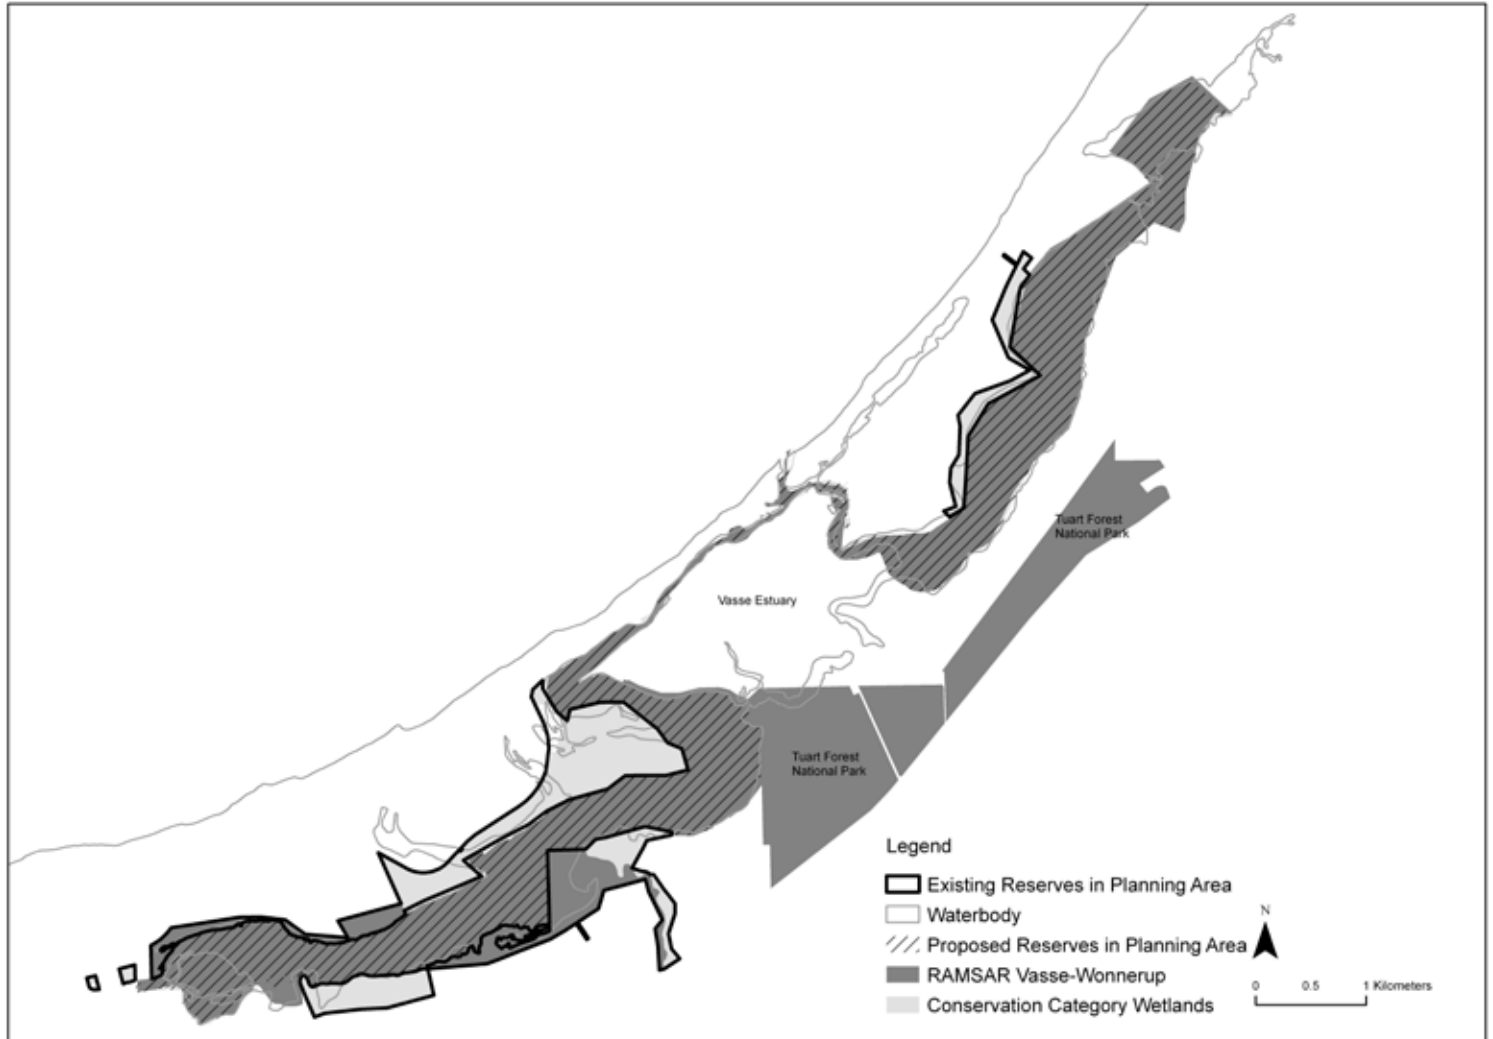 Tuart Forest
National Park
Vasse Estuary
Tuart Forest
National Park
Legend
Existing Reserves in Planning Area
Waterbody
Proposed Reserves in Planning Area
RAMSAR Vasse-Wonnerup
Conservation Category Wetlands
N
0 0.5 1 Kilometers